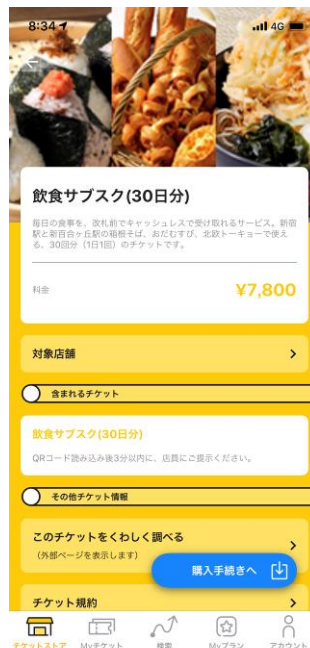 8:34
4G
飲食サブスク(30日分)
毎日の食事を、改札前でキャッシュレスで受け取れるサービス。新宿
駅と新百合ヶ丘駅の箱根そば、おだむすび、北欧トーキョーで使え
る、30回分（1日1回）のチケットです。
料金
¥7,800
対象店舗
含まれるチケット
飲食サブスク(30日分)
QRコード読み込み後3分以内に、店員にご提示ください。
その他チケット情報
このチケットをくわしく調べる
（外部ページを表示します）
購入手続きへ
チケット規約
チケットストア
Myチケット
検索
Myプラン
アカウント